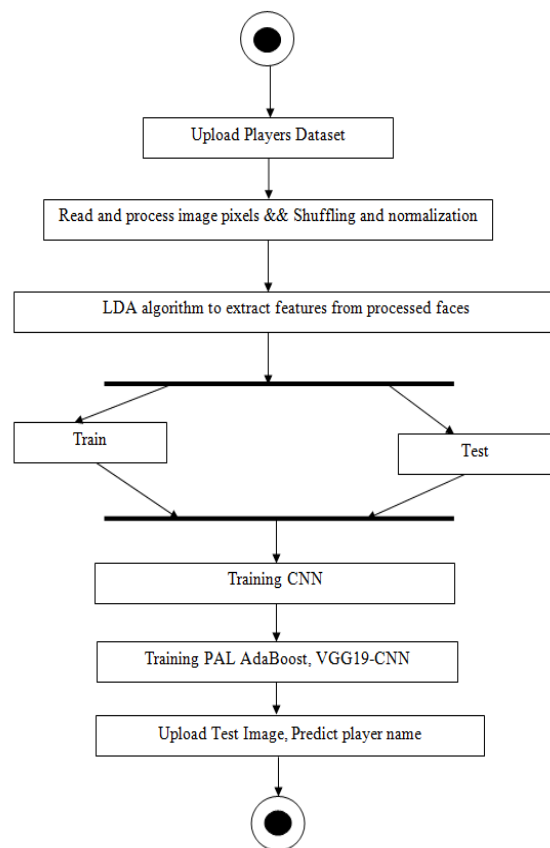 Upload Players Dataset
Read and process image pixels && Shuffling and normalization
LDA algorithm to extract features from processed faces
Train
Test
Training CNN
Training PAL AdaBoost, VGG19-CNN
Upload Test Image, Predict player name